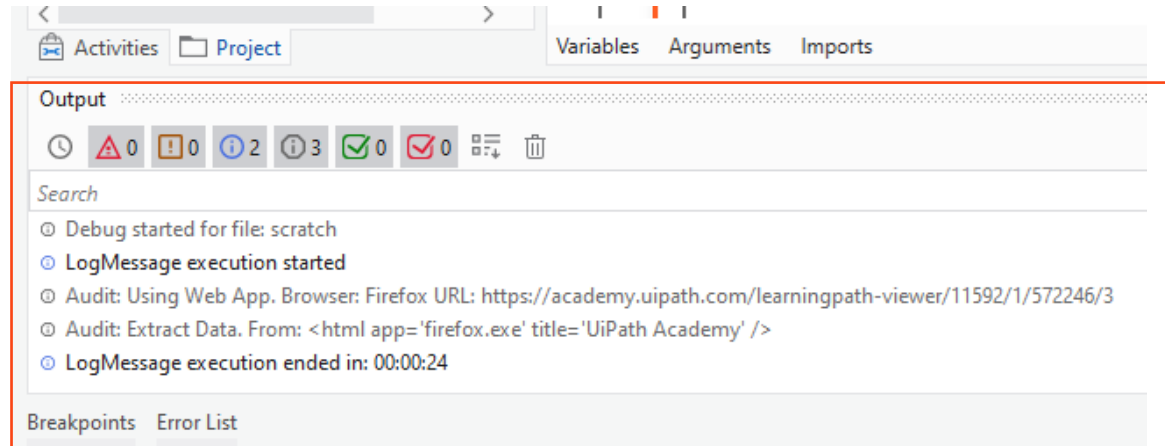 Activities Project Variables Arguments Imports
Output
0 0 2 3 0 0
Search
Debug started for file: scratch
LogMessage execution started
Audit: Using Web App. Browser: Firefox URL: https://academy.uipath.com/learningpath-viewer/11592/1/572246/3
Audit: Extract Data. From: <html app='firefox.exe' title='UiPath Academy' />
LogMessage execution ended in: 00:00:24
Breakpoints Error List